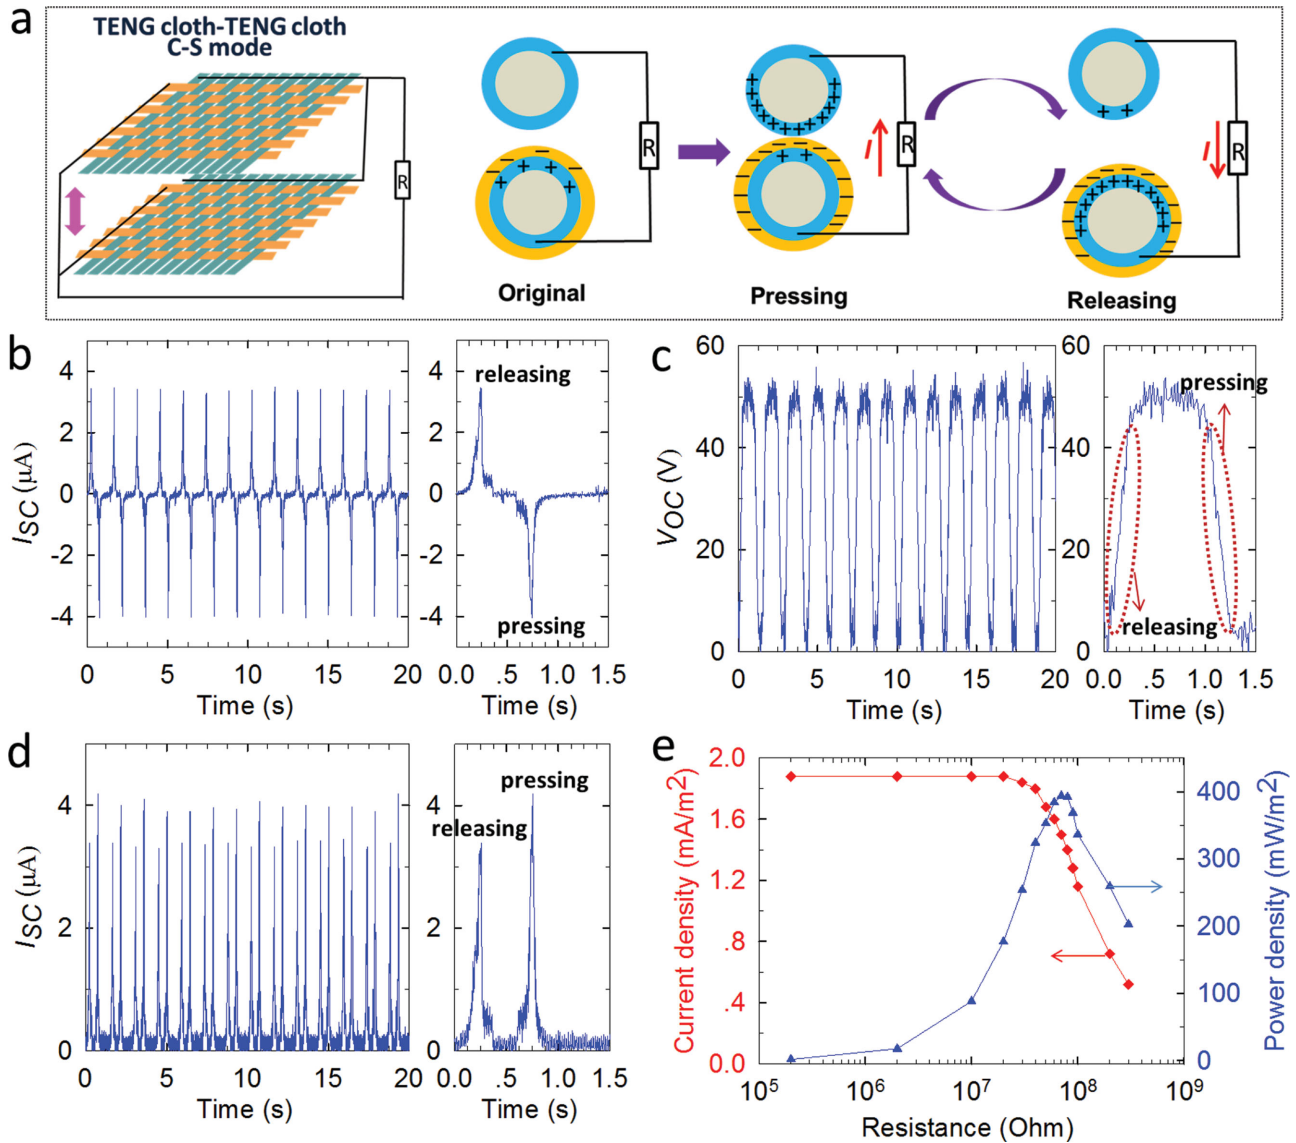 a
TENG cloth-TENG cloth
C-S mode
R
R
R
R
I
I
Original
Pressing
Releasing
b
I_SC (μA)
4
2
0
-2
-4
0 5 10 15 20
Time (s)
4
2
0
-2
-4
releasing
pressing
0.0 .5 1.0 1.5
Time (s)
c
V_OC (V)
60
40
20
0
0 5 10 15 20
Time (s)
60
40
20
0
pressing
releasing
0.0 .5 1.0 1.5
Time (s)
d
I_SC (μA)
4
2
0
0 5 10 15 20
Time (s)
4
2
0
pressing
releasing
0.0 .5 1.0 1.5
Time (s)
e
Current density (mA/m2)
2.0
1.6
1.2
.8
.4
0.0
10^5 10^6 10^7 10^8 10^9
Resistance (Ohm)
400
300
200
100
0
Power density (mW/m2)